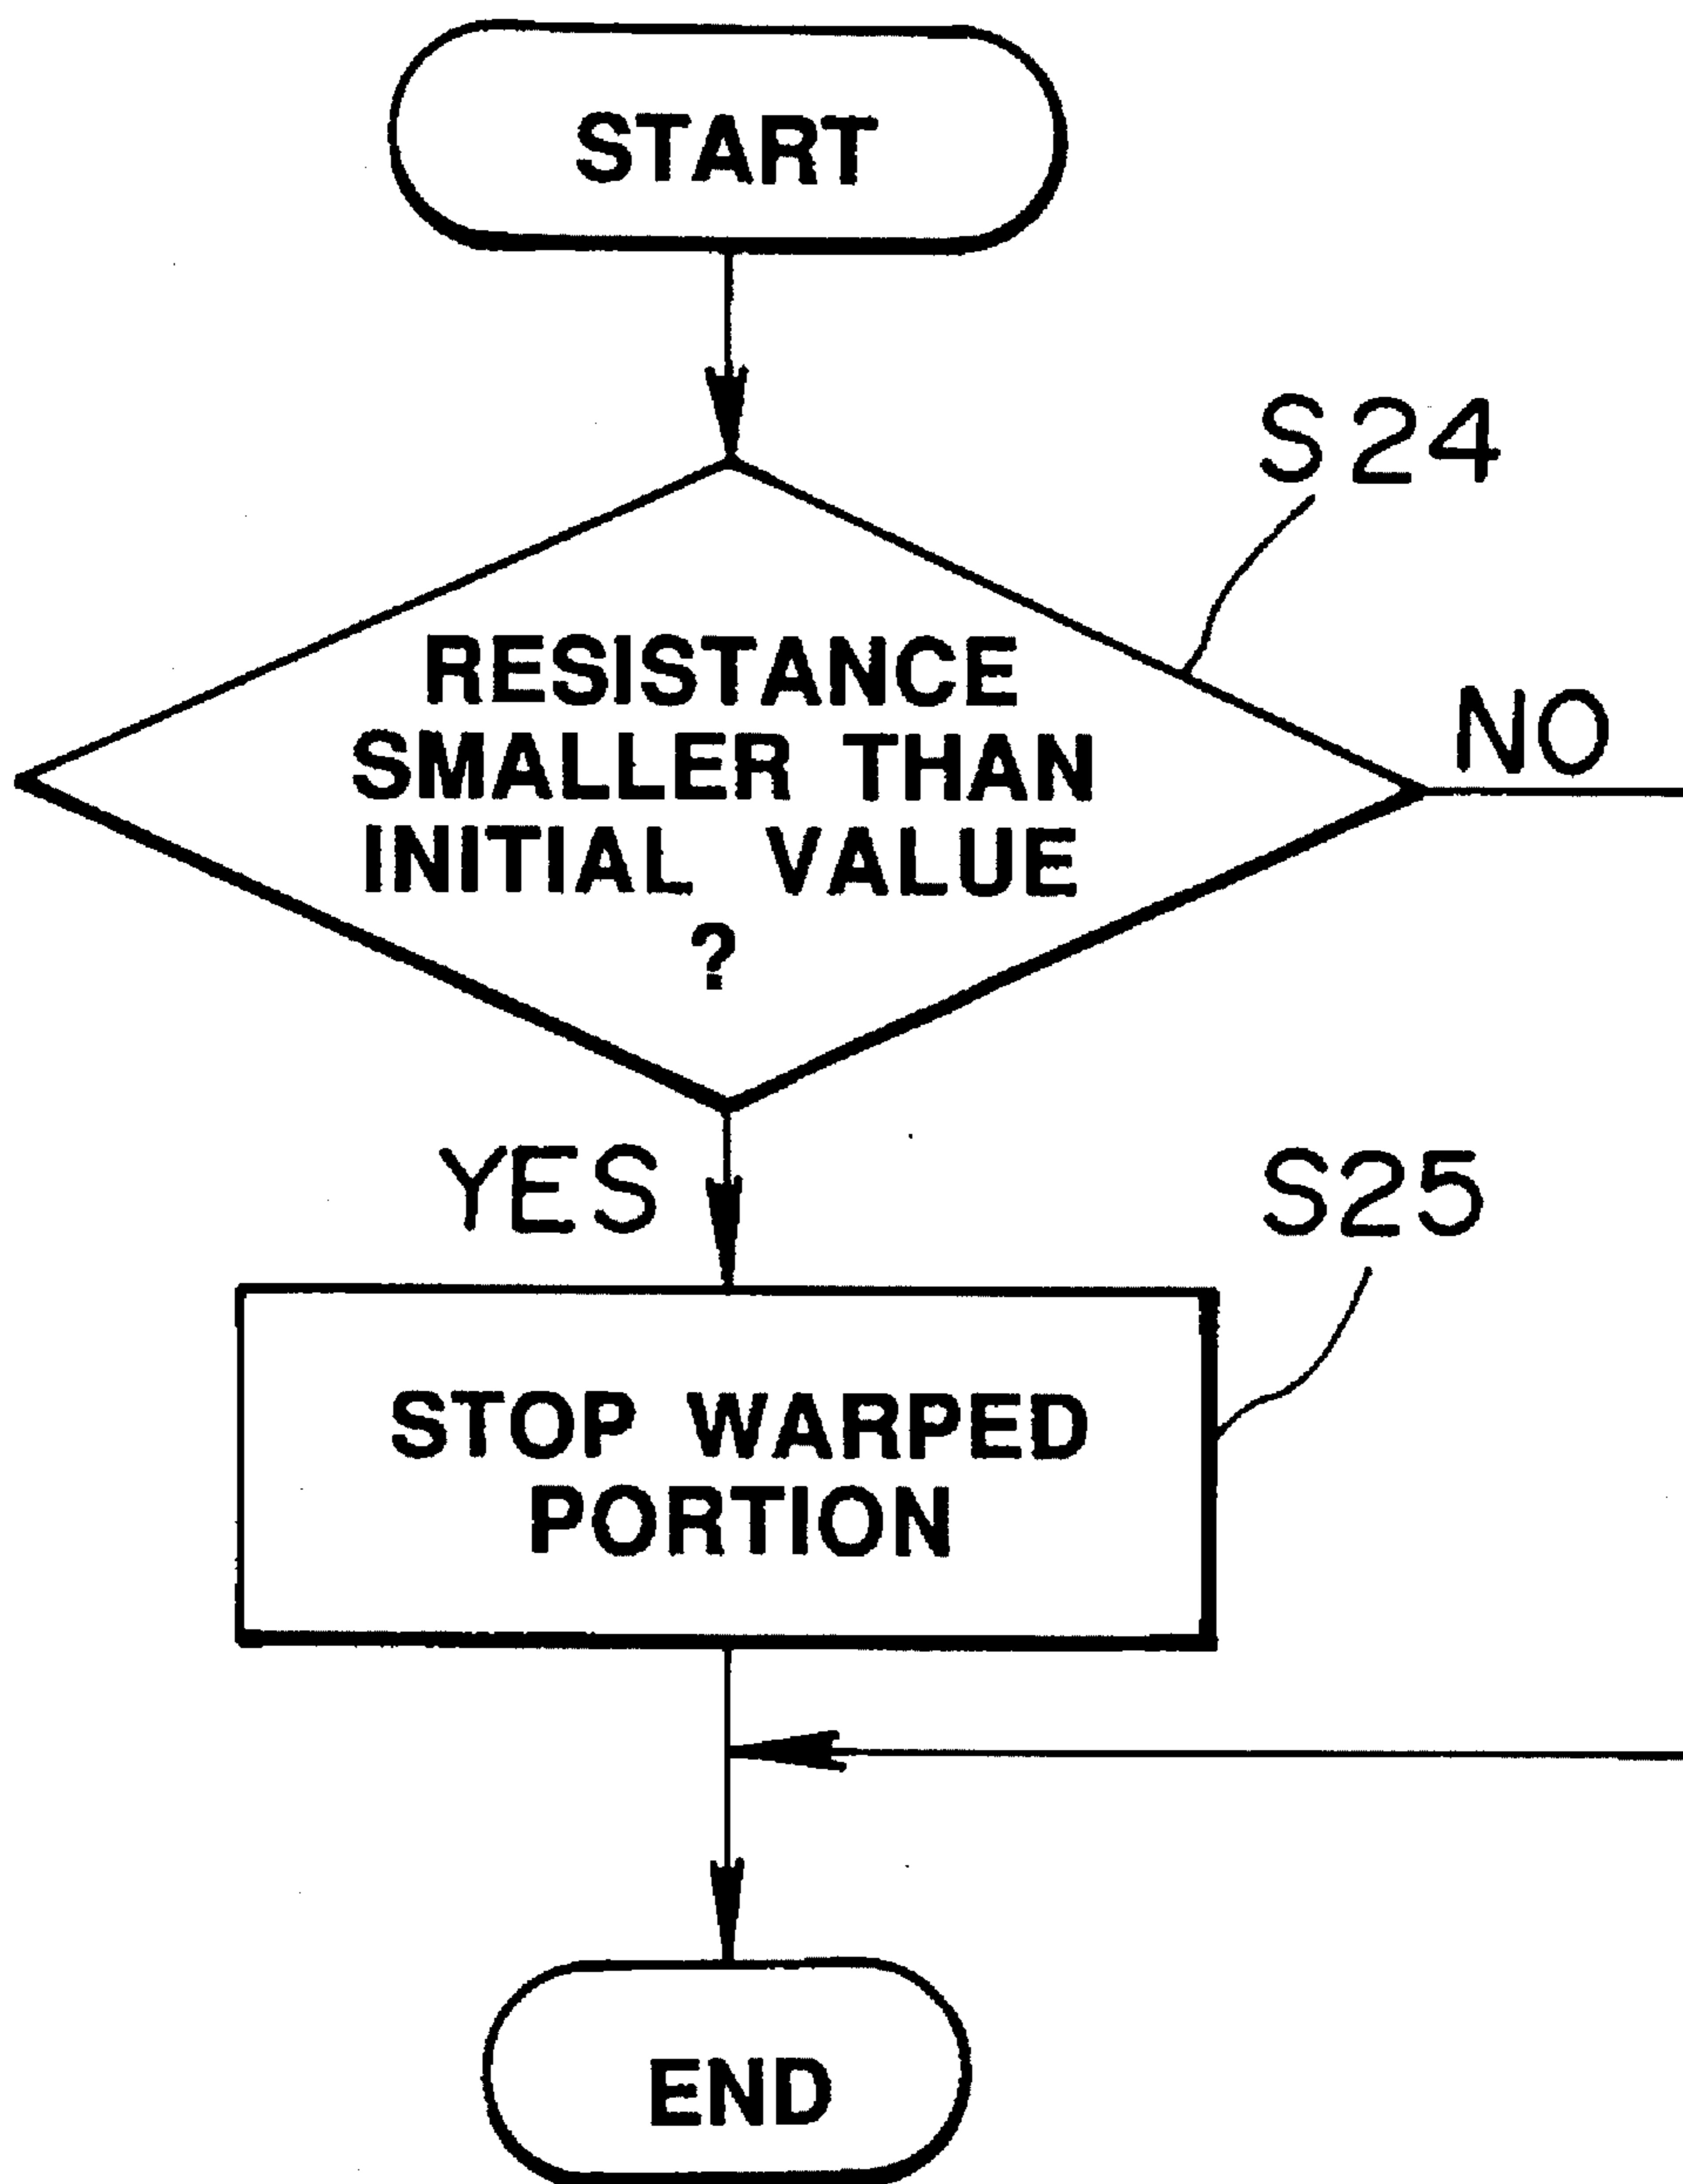 START
S24
RESISTANCE
SMALLER THAN
INITIAL VALUE
?
NO
YES
S25
STOP WARPED
PORTION
END